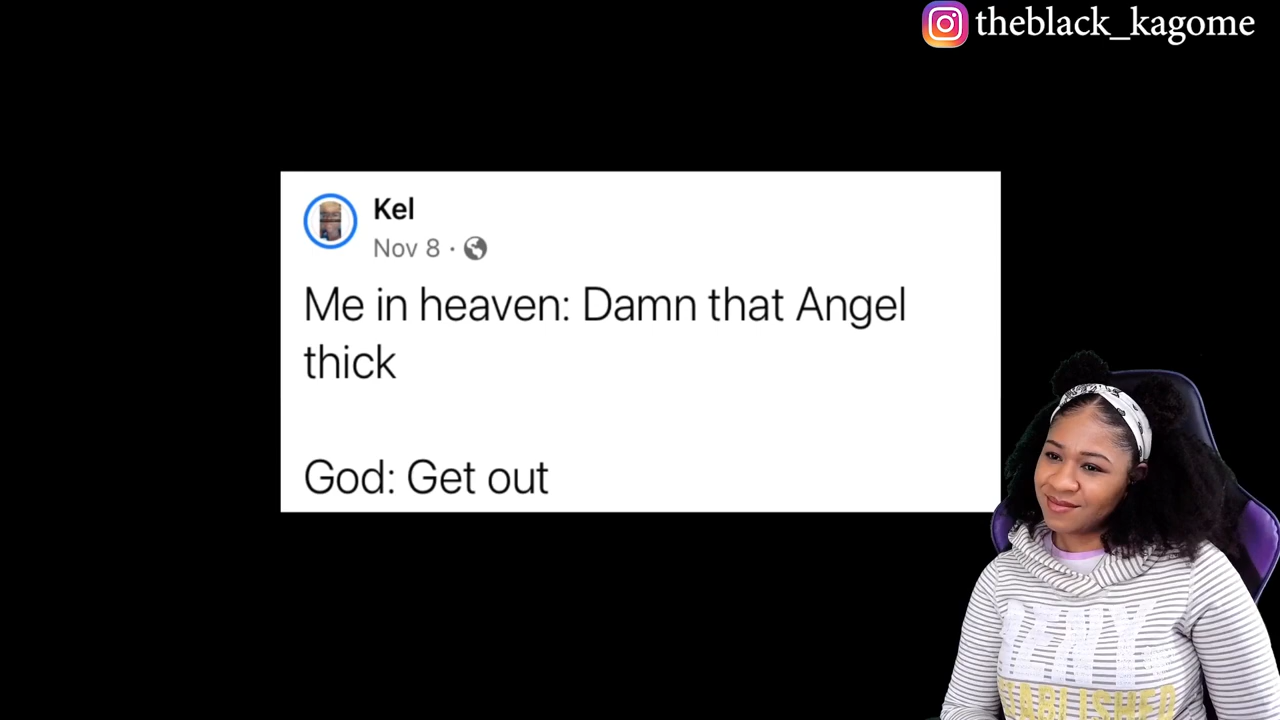 theblack_kagome
Kel
Nov 8 ·
Me in heaven: Damn that Angel
thick
God: Get out